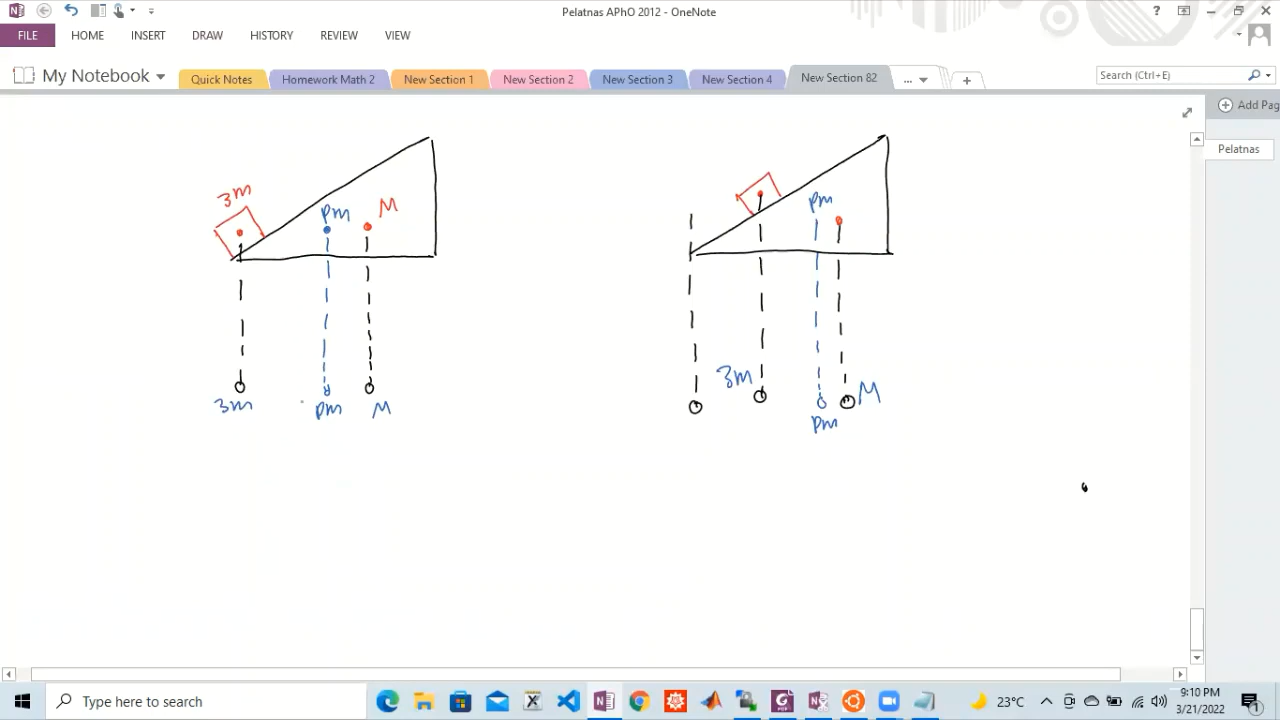 Pelatnas APhO 2012 - OneNote
?
FILE HOME INSERT DRAW HISTORY REVIEW VIEW
My Notebook Quick Notes Homework Math 2 New Section 1 New Section 2 New Section 3 New Section 4 New Section 82 ... + Search (Ctrl+E)
Add Pag
Pelatnas
3m
pm
M
3m
pm
M
pm
3m
M
pm
Type here to search
23°C
9:10 PM
3/21/2022
1